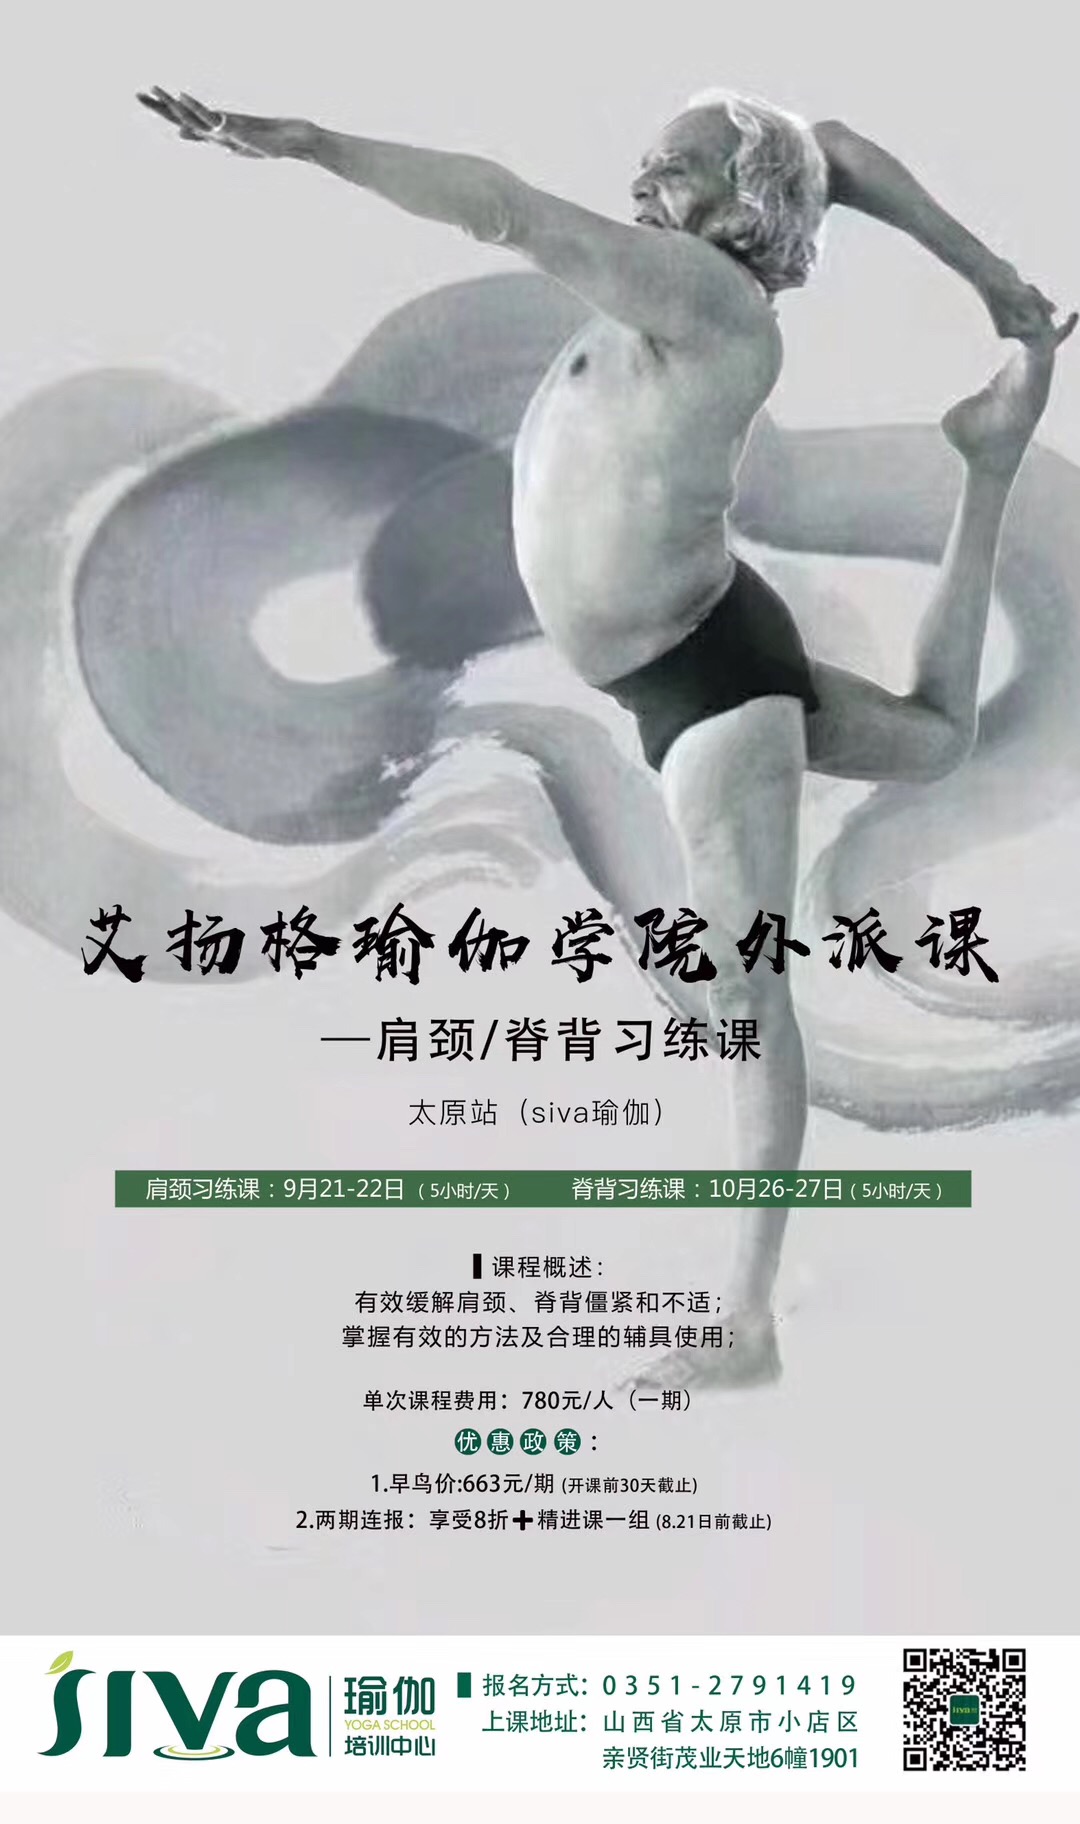 艾扬格瑜伽学院外派课
—肩颈/脊背习练课
太原站（siva瑜伽）
肩颈习练课：9月21-22日（5小时/天） 脊背习练课：10月26-27日（5小时/天）
课程概述：
有效缓解肩颈、脊背僵紧和不适；
掌握有效的方法及合理的辅具使用；
单次课程费用：780元/人（一期）
优惠政策：
1.早鸟价:663元/期 (开课前30天截止)
2.两期连报：享受8折+精进课一组 (8.21日前截止)
siva
瑜伽
YOGA SCHOOL
培训中心
报名方式：0351-2791419
上课地址：山西省太原市小店区
亲贤街茂业天地6幢1901
siva